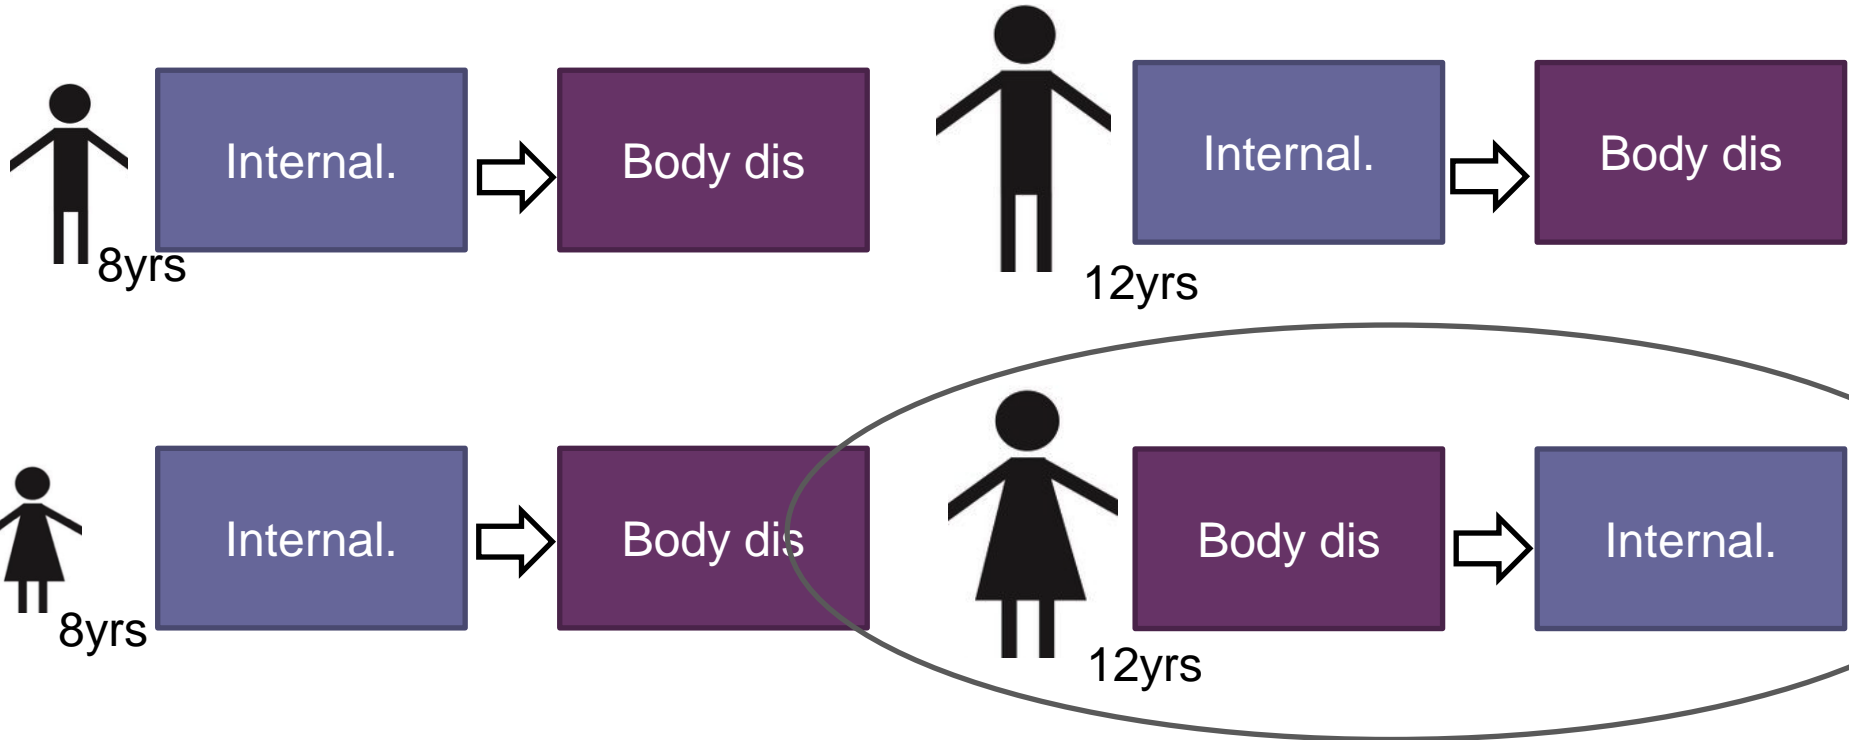 Internal.
Body dis
8yrs
Internal.
Body dis
12yrs
Internal.
Body dis
8yrs
Body dis
Internal.
12yrs